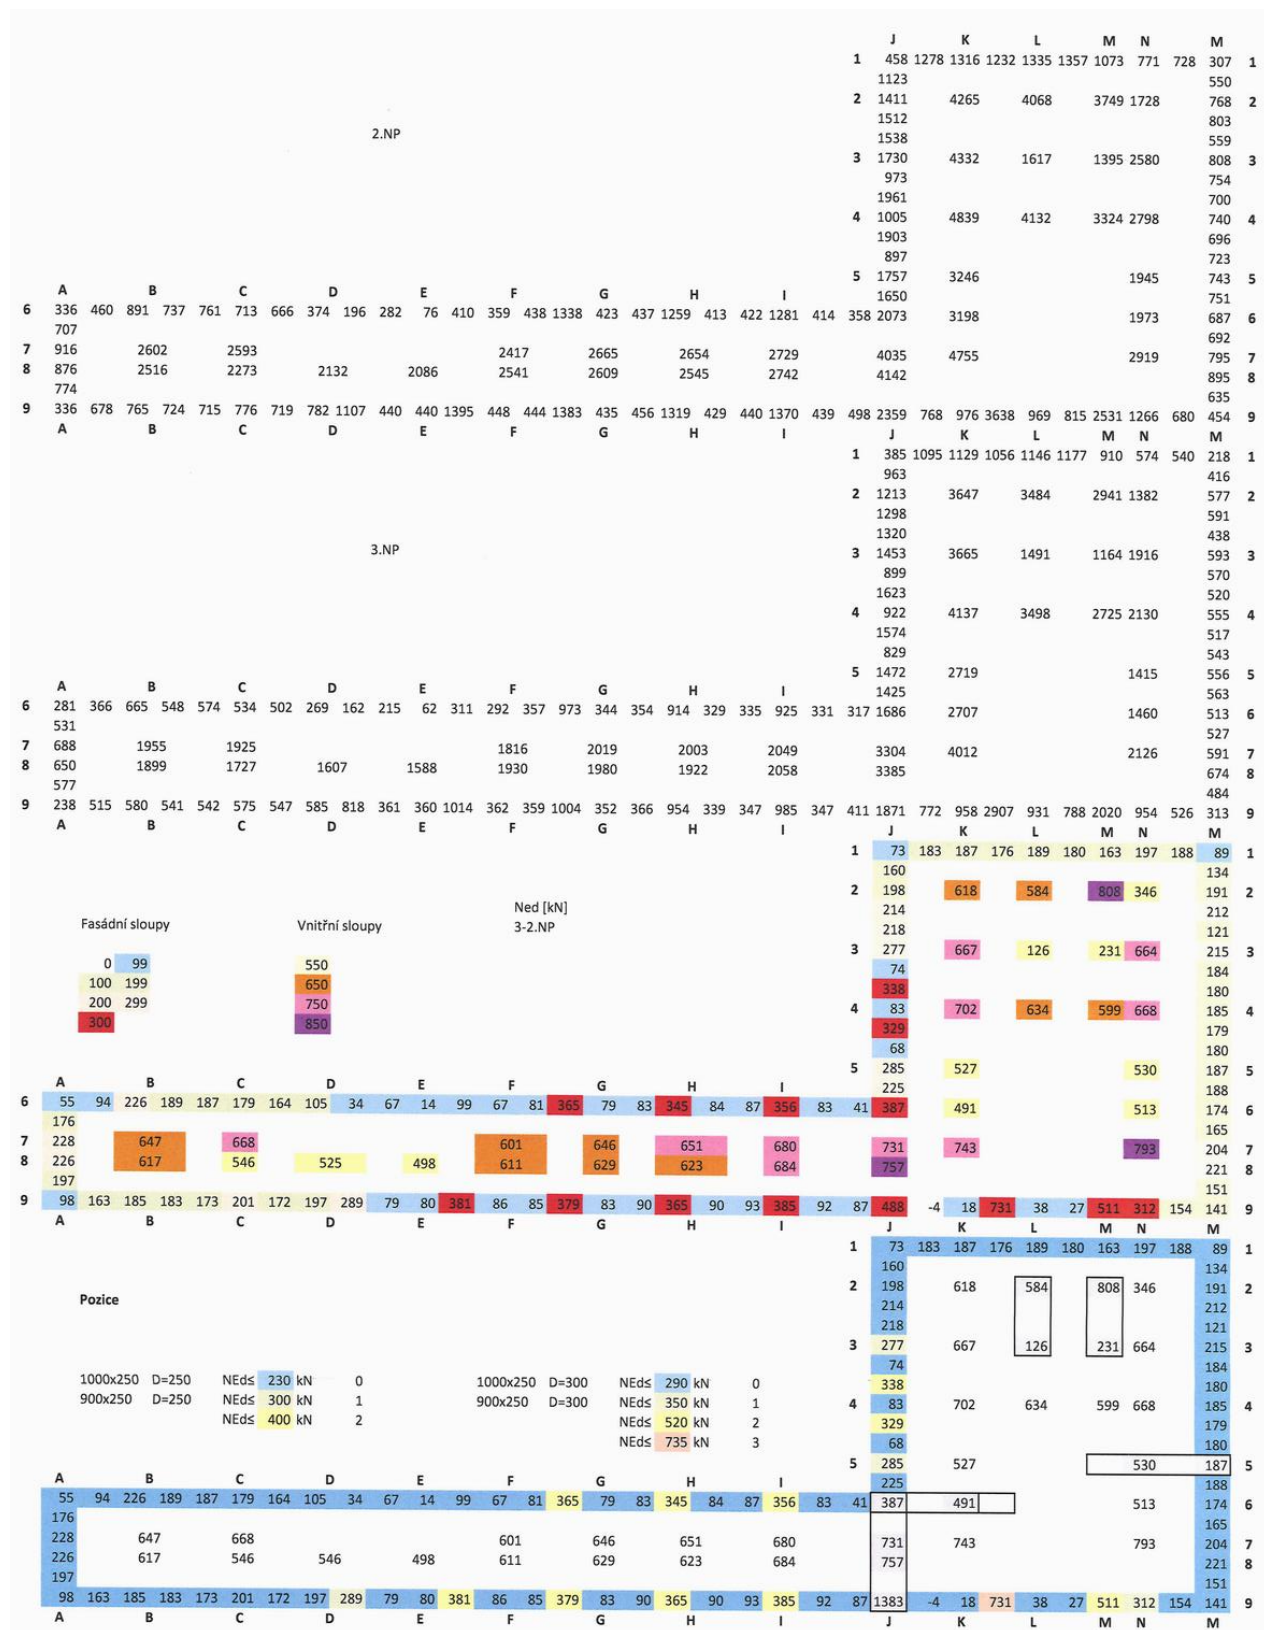 J K L M N M
1 458 1278 1316 1232 1335 1357 1073 771 728 307 1
1123 550
2 1411 4265 4068 3749 1728 768 2
1512 803
2.NP
1538 559
3 1730 4332 1617 1395 2580 808 3
973 754
1961 700
4 1005 4839 4132 3324 2798 740 4
1903 696
897 723
5 1757 3246 1945 743 5
A B C D E F G H I
1650 751
6 336 460 891 737 761 713 666 374 196 282 76 410 359 438 1338 423 437 1259 413 422 1281 414 358 2073 3198 1973 687 6
707 692
7 916 2602 2593 2417 2665 2654 2729 4035 4755 2919 795 7
8 876 2516 2273 2132 2086 2541 2609 2545 2742 4142 895 8
774 635
9 336 678 765 724 715 776 719 782 1107 440 440 1395 448 444 1383 435 456 1319 429 440 1370 439 498 2359 768 976 3638 969 815 2531 1266 680 454 9
A B C D E F G H I J K L M N M
1 385 1095 1129 1056 1146 1177 910 574 540 218 1
963 416
2 1213 3647 3484 2941 1382 577 2
1298 591
1320 438
3.NP
3 1453 3665 1491 1164 1916 593 3
899 570
1623 520
4 922 4137 3498 2725 2130 555 4
1574 517
829 543
5 1472 2719 1415 556 5
A B C D E F G H I
1425 563
6 281 366 665 548 574 534 502 269 162 215 62 311 292 357 973 344 354 914 329 335 925 331 317 1686 2707 1460 513 6
531 527
7 688 1955 1925 1816 2019 2003 2049 3304 4012 2126 591 7
8 650 1899 1727 1607 1588 1930 1980 1922 2058 3385 674 8
577 484
9 238 515 580 541 542 575 547 585 818 361 360 1014 362 359 1004 352 366 954 339 347 985 347 411 1871 772 958 2907 931 788 2020 954 526 313 9
A B C D E F G H I J K L M N M
1 73 183 187 176 189 180 163 197 188 89 1
160 134
2 198 618 584 808 346 191 2
Ned [kN]
214 212
Fasádní sloupy Vnitřní sloupy 3-2.NP
218 121
3 277 667 126 231 664 215 3
0 99 550
74 184
100 199 650
338 180
200 299 750
4 83 702 634 599 668 185 4
300 850
329 179
68 180
5 285 527 530 187 5
A B C D E F G H I
225 188
6 55 94 226 189 187 179 164 105 34 67 14 99 67 81 365 79 83 345 84 87 356 83 41 387 491 513 174 6
176 165
7 228 647 668 601 646 651 680 731 743 793 204 7
8 226 617 546 525 498 611 629 623 684 757 221 8
197 151
9 98 163 185 183 173 201 172 197 289 79 80 381 86 85 379 83 90 365 90 93 385 92 87 488 -4 18 731 38 27 511 312 154 141 9
A B C D E F G H I J K L M N M
1 73 183 187 176 189 180 163 197 188 89 1
160 134
2 198 618 584 808 346 191 2
Pozice
214 212
218 121
3 277 667 126 231 664 215 3
74 184
1000x250 D=250 NEd≤ 230 kN 0 1000x250 D=300 NEd≤ 290 kN 0
338 180
900x250 D=250 NEd≤ 300 kN 1 900x250 D=300 NEd≤ 350 kN 1
4 83 702 634 599 668 185 4
NEd≤ 400 kN 2 NEd≤ 520 kN 2
329 179
NEd≤ 735 kN 3
68 180
5 285 527 530 187 5
A B C D E F G H I
225 188
6 55 94 226 189 187 179 164 105 34 67 14 99 67 81 365 79 83 345 84 87 356 83 41 387 491 513 174 6
176 165
7 228 647 668 601 646 651 680 731 743 793 204 7
8 226 617 546 546 498 611 629 623 684 757 221 8
197 151
9 98 163 185 183 173 201 172 197 289 79 80 381 86 85 379 83 90 365 90 93 385 92 87 1383 -4 18 731 38 27 511 312 154 141 9
A B C D E F G H I J K L M N M